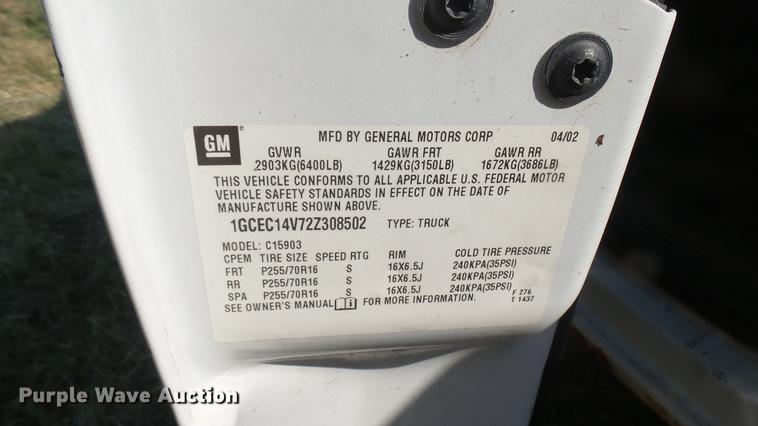 GM ® MFD BY GENERAL MOTORS CORP 04/02
GVWR GAWR FRT GAWR RR
2903KG(6400LB) 1429KG(3150LB) 1672KG(3686LB)
THIS VEHICLE CONFORMS TO ALL APPLICABLE U.S. FEDERAL MOTOR
VEHICLE SAFETY STANDARDS IN EFFECT ON THE DATE OF
MANUFACTURE SHOWN ABOVE.
1GCEC14V72Z308502 TYPE: TRUCK
MODEL: C15903
CPEM TIRE SIZE SPEED RTG RIM COLD TIRE PRESSURE
FRT P255/70R16 S 16X6.5J 240KPA(35PSI)
RR P255/70R16 S 16X6.5J 240KPA(35PSI)
SPA P255/70R16 S 16X6.5J 240KPA(35PSI)
SEE OWNER'S MANUAL FOR MORE INFORMATION.
F 276
T 1437
Purple Wave Auction